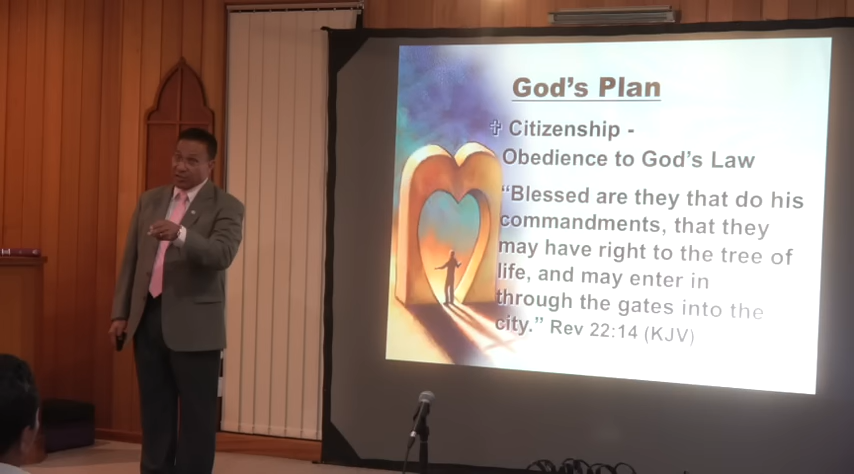 God's Plan
✞ Citizenship -
Obedience to God's Law
“Blessed are they that do his
commandments, that they
may have right to the tree of
life, and may enter in
through the gates into the
city.” Rev 22:14 (KJV)